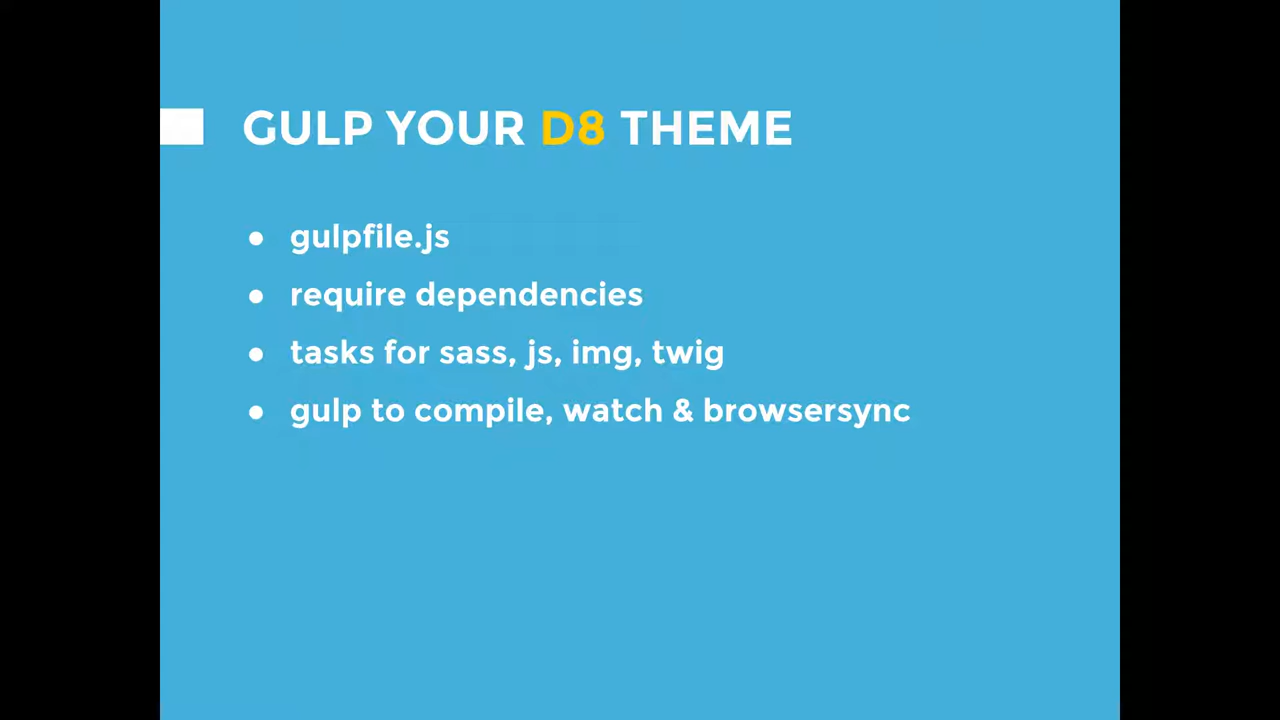 GULP YOUR D8 THEME
● gulpfile.js
● require dependencies
● tasks for sass, js, img, twig
● gulp to compile, watch & browsersync